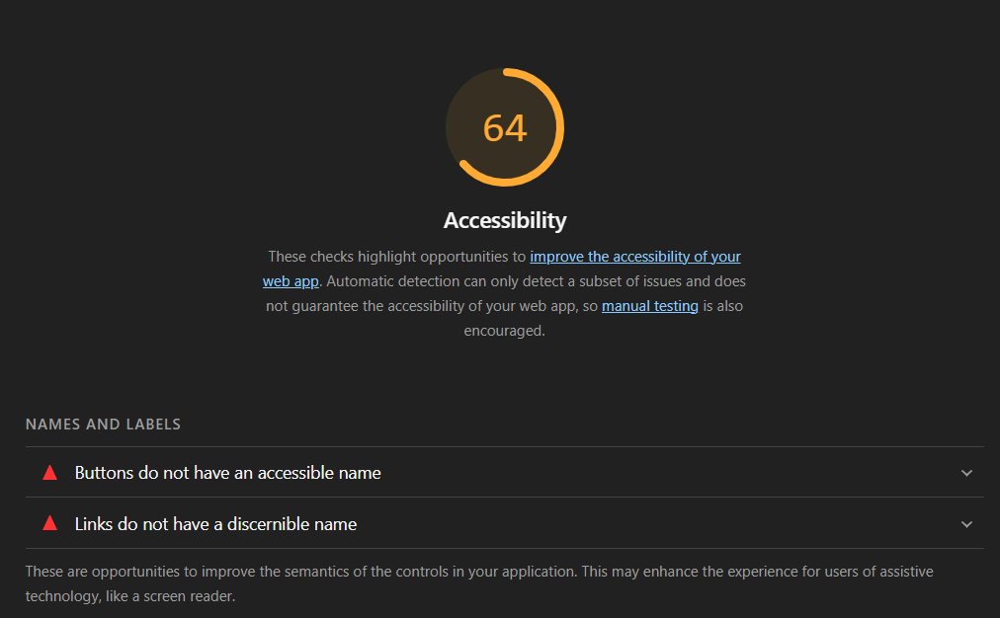 64
Accessibility
These checks highlight opportunities to improve the accessibility of your
web app. Automatic detection can only detect a subset of issues and does
not guarantee the accessibility of your web app, so manual testing is also
encouraged.
NAMES AND LABELS
Buttons do not have an accessible name
Links do not have a discernible name
These are opportunities to improve the semantics of the controls in your application. This may enhance the experience for users of assistive
technology, like a screen reader.